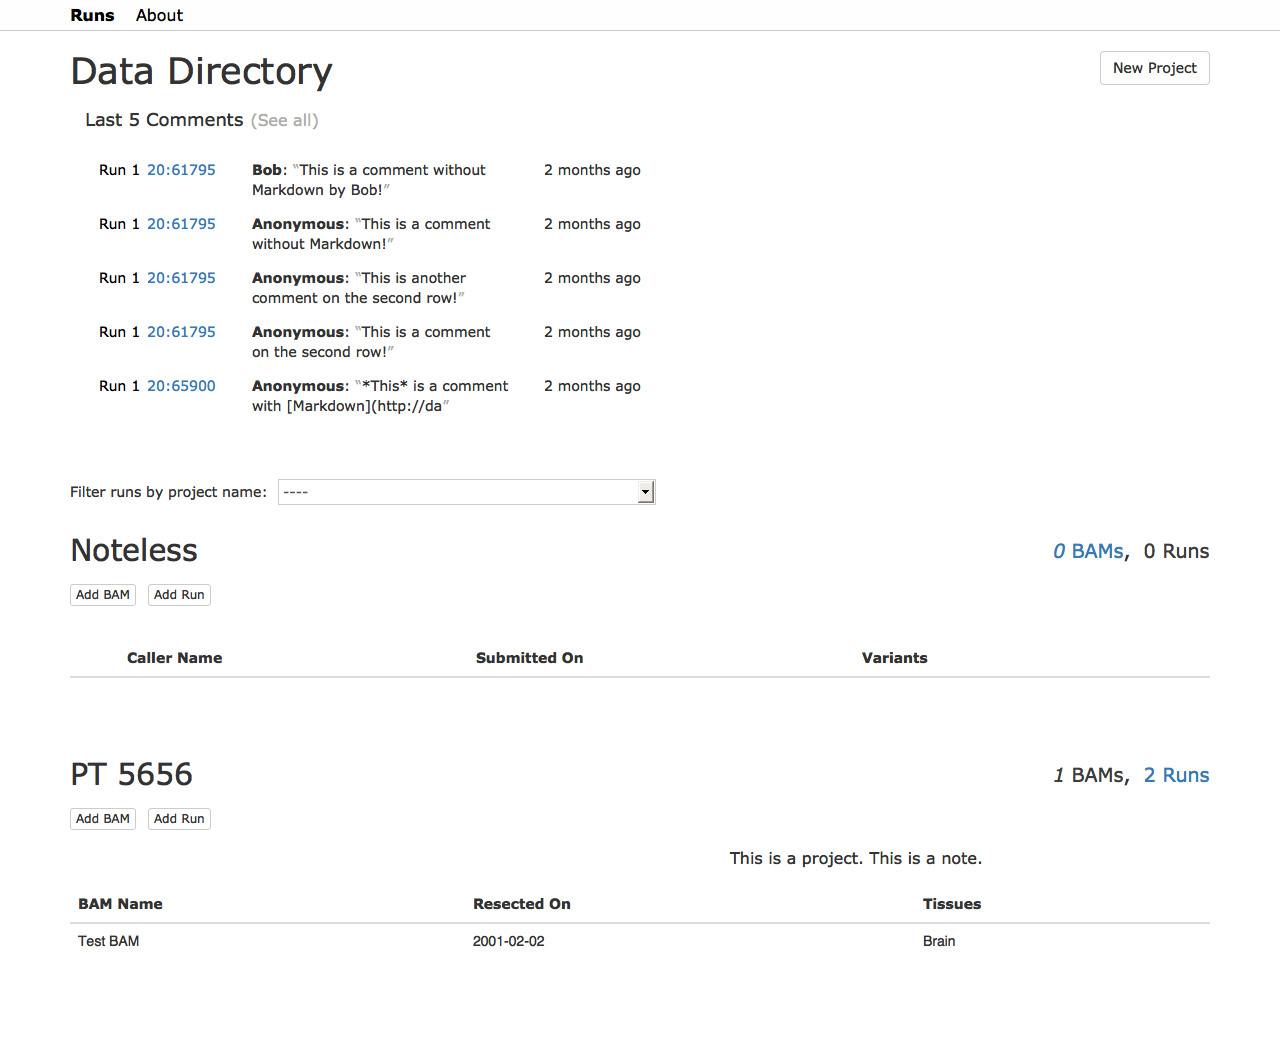 Runs About
Data Directory New Project
Last 5 Comments (See all)
Run 1 20:61795 Bob: "This is a comment without 2 months ago
Markdown by Bob!"
Run 1 20:61795 Anonymous: "This is a comment 2 months ago
without Markdown!"
Run 1 20:61795 Anonymous: "This is another 2 months ago
comment on the second row!"
Run 1 20:61795 Anonymous: "This is a comment 2 months ago
on the second row!"
Run 1 20:65900 Anonymous: "*This* is a comment 2 months ago
with [Markdown](http://da"
Filter runs by project name: ----
Noteless 0 BAMs, 0 Runs
Add BAM Add Run
Caller Name Submitted On Variants
PT 5656 1 BAMs, 2 Runs
Add BAM Add Run
This is a project. This is a note.
BAM Name Resected On Tissues
Test BAM 2001-02-02 Brain